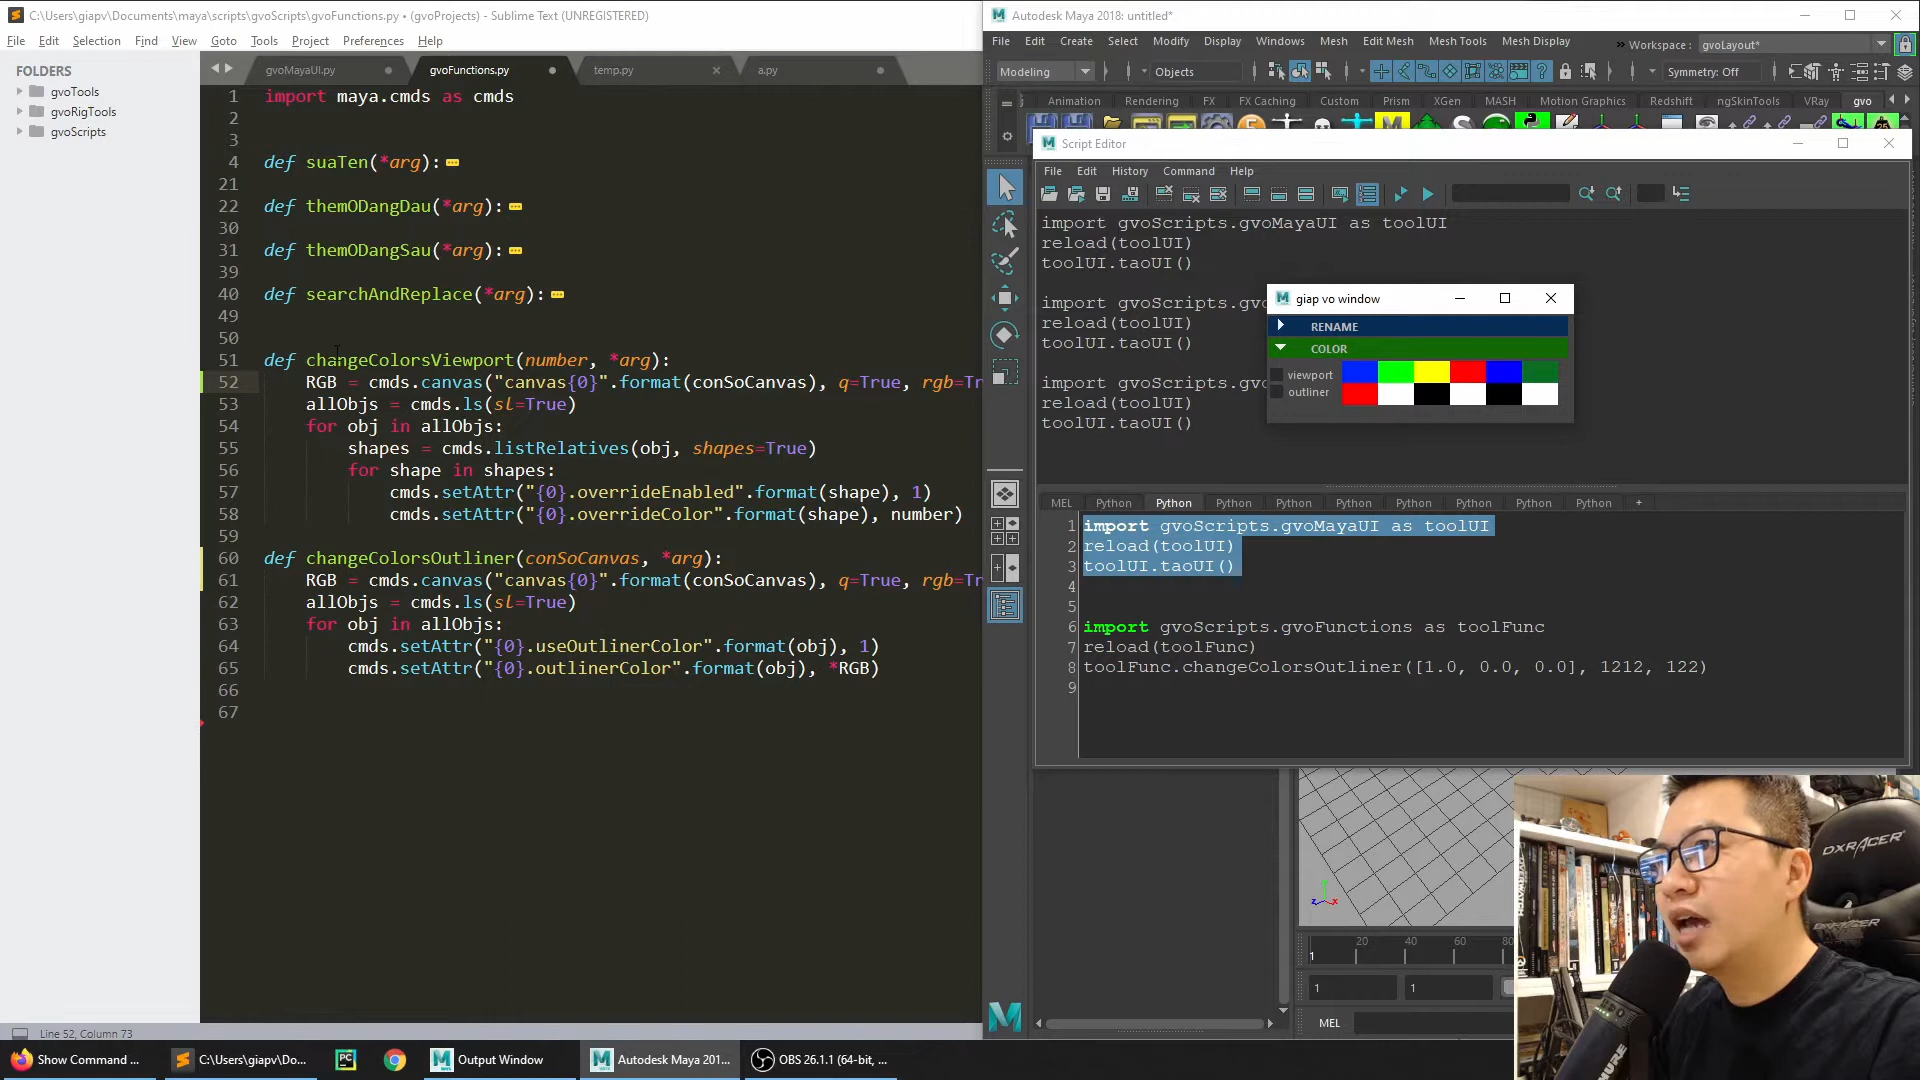 C:\Users\giapv\Documents\maya\scripts\gvoScripts\gvoFunctions.py • (gvoProjects) - Sublime Text (UNREGISTERED)
File Edit Selection Find View Goto Tools Project Preferences Help
FOLDERS
gvoTools
gvoRigTools
gvoScripts
gvoMayaUI.py
gvoFunctions.py
temp.py
a.py
1 import maya.cmds as cmds
2
3
4 def suaTen(*arg):
21
22 def themODangDau(*arg):
30
31 def themODangSau(*arg):
39
40 def searchAndReplace(*arg):
49
50
51 def changeColorsViewport(number, *arg):
52 RGB = cmds.canvas("canvas{0}".format(conSoCanvas), q=True, rgb=Tr
53 allObjs = cmds.ls(sl=True)
54 for obj in allObjs:
55 shapes = cmds.listRelatives(obj, shapes=True)
56 for shape in shapes:
57 cmds.setAttr("{0}.overrideEnabled".format(shape), 1)
58 cmds.setAttr("{0}.overrideColor".format(shape), number)
59
60 def changeColorsOutliner(conSoCanvas, *arg):
61 RGB = cmds.canvas("canvas{0}".format(conSoCanvas), q=True, rgb=Tr
62 allObjs = cmds.ls(sl=True)
63 for obj in allObjs:
64 cmds.setAttr("{0}.useOutlinerColor".format(obj), 1)
65 cmds.setAttr("{0}.outlinerColor".format(obj), *RGB)
66
67
Line 52, Column 73
Autodesk Maya 2018: untitled*
File Edit Create Select Modify Display Windows Mesh Edit Mesh Mesh Tools Mesh Display
Workspace : gvoLayout*
Modeling
Objects
Symmetry: Off
Animation Rendering FX FX Caching Custom Prism XGen MASH Motion Graphics Redshift ngSkinTools VRay gvo
Script Editor
File Edit History Command Help
import gvoScripts.gvoMayaUI as toolUI
reload(toolUI)
toolUI.taoUI()
import gvoScripts.gv
reload(toolUI)
toolUI.taoUI()
import gvoScripts.gv
reload(toolUI)
toolUI.taoUI()
giap vo window
RENAME
COLOR
viewport
outliner
MEL Python Python Python Python Python Python Python Python Python +
1 import gvoScripts.gvoMayaUI as toolUI
2 reload(toolUI)
3 toolUI.taoUI()
4
5
6 import gvoScripts.gvoFunctions as toolFunc
7 reload(toolFunc)
8 toolFunc.changeColorsOutliner([1.0, 0.0, 0.0], 1212, 122)
9
z
x
1
20 40 60 80
1
1
MEL
DXRACER
DXRACER
SHURE
Show Command ...
C:\Users\giapv\Do...
PC
Output Window
Autodesk Maya 201...
OBS 26.1.1 (64-bit, ...